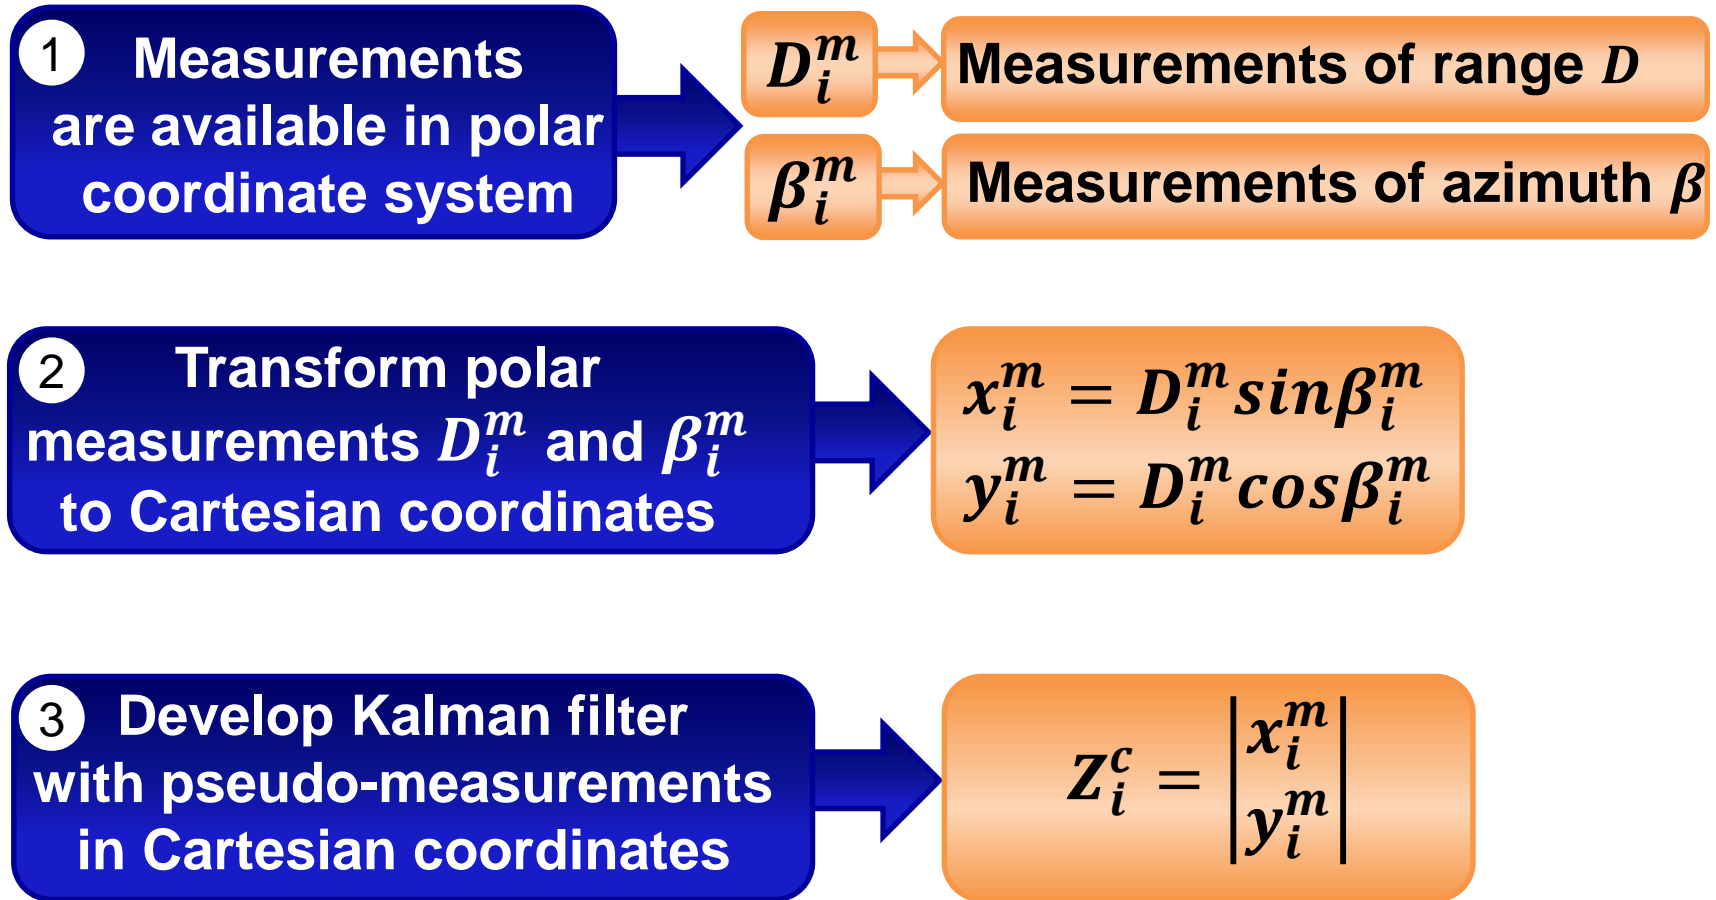 1 Measurements
are available in polar
coordinate system
D_i^m Measurements of range D
β_i^m Measurements of azimuth β
2 Transform polar
measurements D_i^m and β_i^m
to Cartesian coordinates
x_i^m = D_i^m sinβ_i^m
y_i^m = D_i^m cosβ_i^m
3 Develop Kalman filter
with pseudo-measurements
in Cartesian coordinates
Z_i^c = |x_i^m|
|y_i^m|